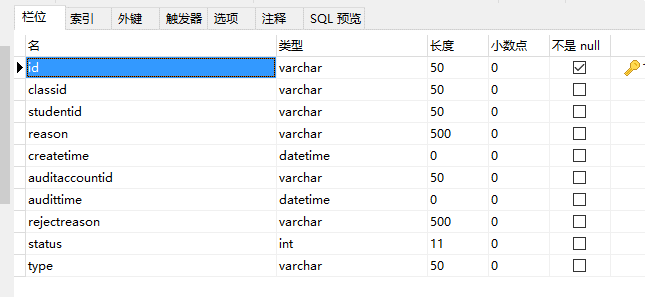 栏位 索引 外键 触发器 选项 注释 SQL 预览
名 类型 长度 小数点 不是 null
id varchar 50 0
classid varchar 50 0
studentid varchar 50 0
reason varchar 500 0
createtime datetime 0 0
auditaccountid varchar 50 0
audittime datetime 0 0
rejectreason varchar 500 0
status int 11 0
type varchar 50 0